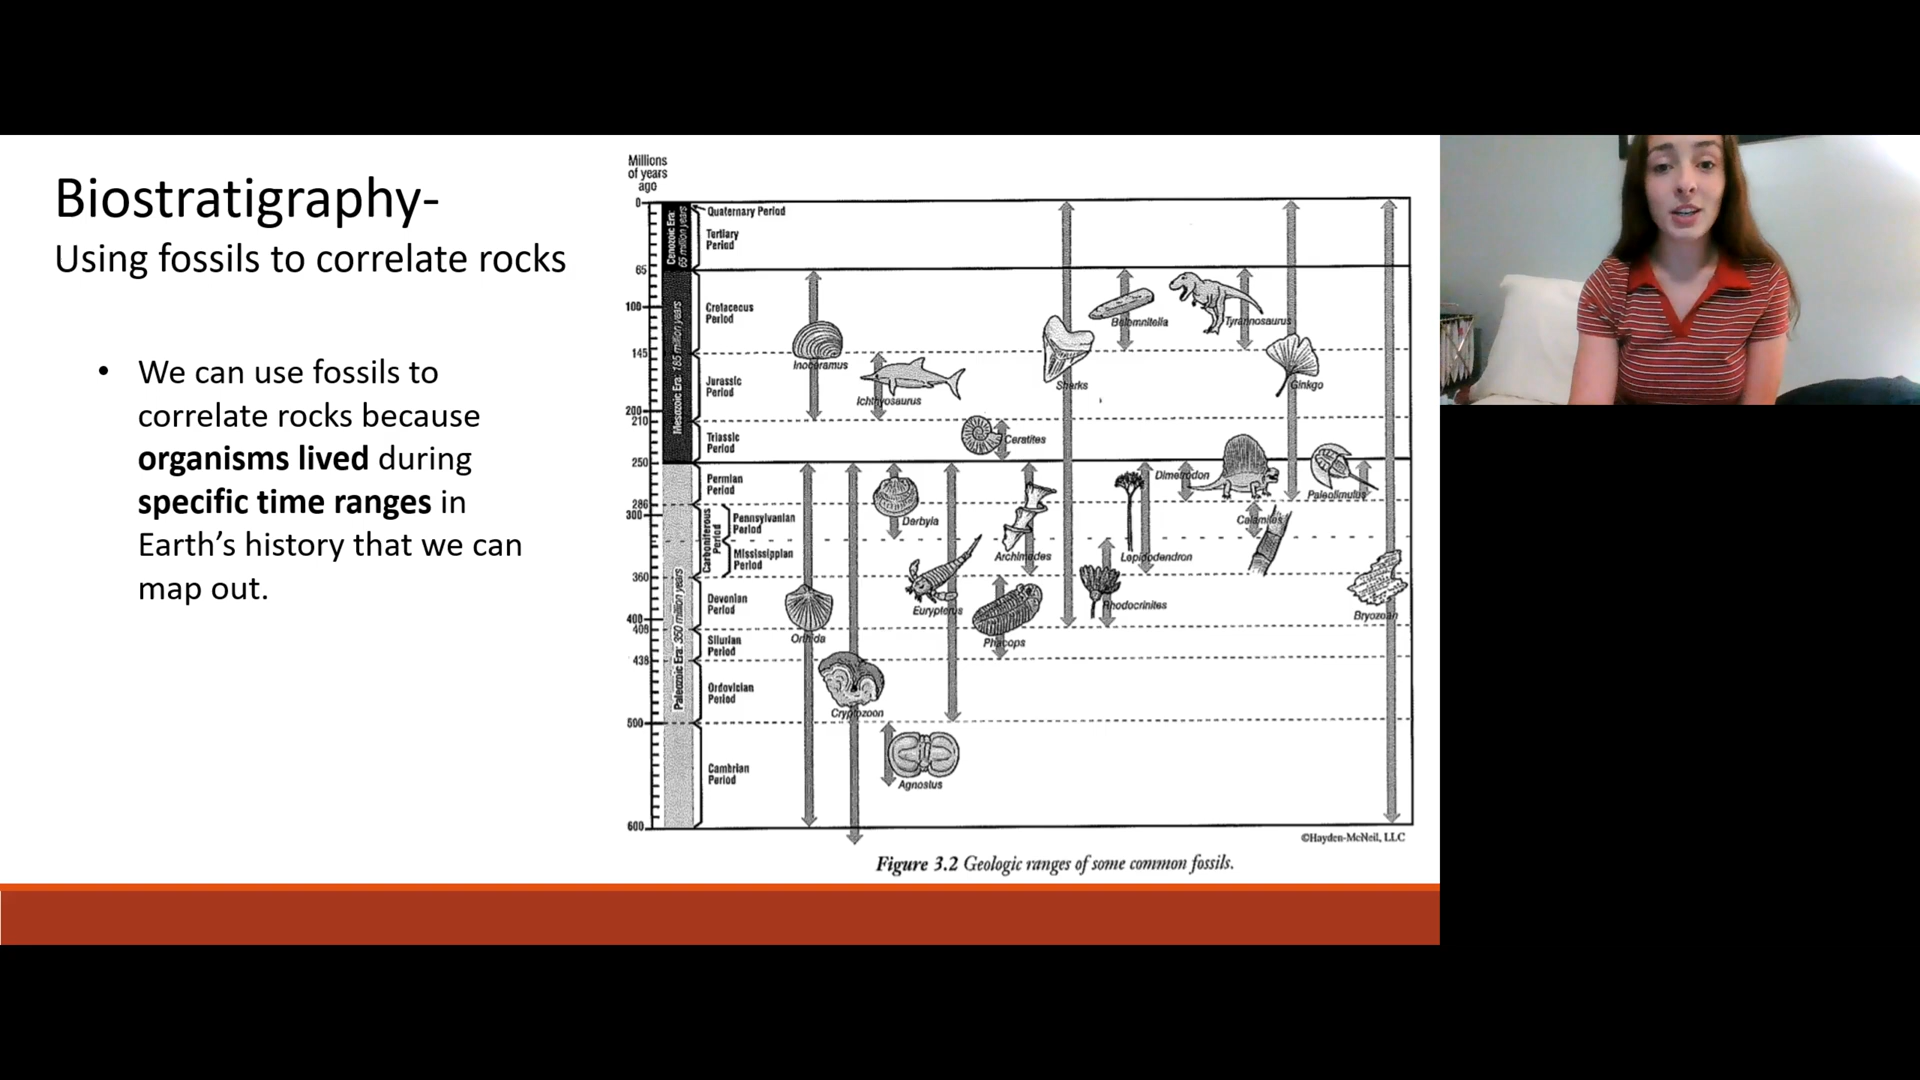 Biostratigraphy-
Using fossils to correlate rocks
• We can use fossils to
correlate rocks because
organisms lived during
specific time ranges in
Earth’s history that we can
map out.
Millions
of years
ago
0
65
100
145
200
210
250
286
300
360
400
408
438
500
600
Cenozoic Era:
65 million years
Mesozoic Era: 185 million years
Paleozoic Era: 350 million years
Quaternary Period
Tertiary
Period
Cretaceous
Period
Jurassic
Period
Triassic
Period
Permian
Period
Carboniferous
Period
Pennsylvanian
Period
Mississippian
Period
Devonian
Period
Silurian
Period
Ordovician
Period
Cambrian
Period
Inoceramus
Ichthyosaurus
Ceratites
Sharks
Belemnitella
Tyrannosaurus
Ginkgo
Derbyia
Archimedes
Lepidodendron
Dimetrodon
Calamites
Paleolimulus
Eurypterus
Phacops
Rhodocrinites
Bryozoan
Orthida
Cryptozoon
Agnostus
©Hayden-McNeil, LLC
Figure 3.2 Geologic ranges of some common fossils.